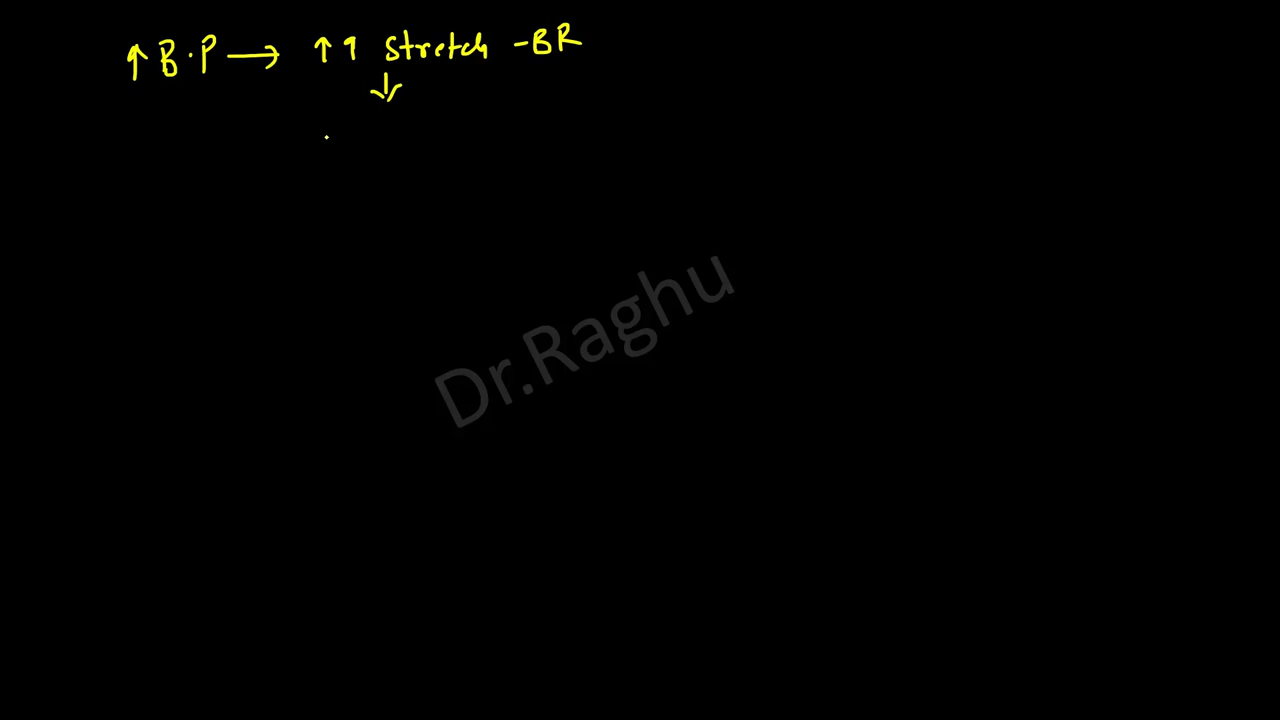 ↑ B.P → ↑↑ Stretch -BR
↓
Dr.Raghu